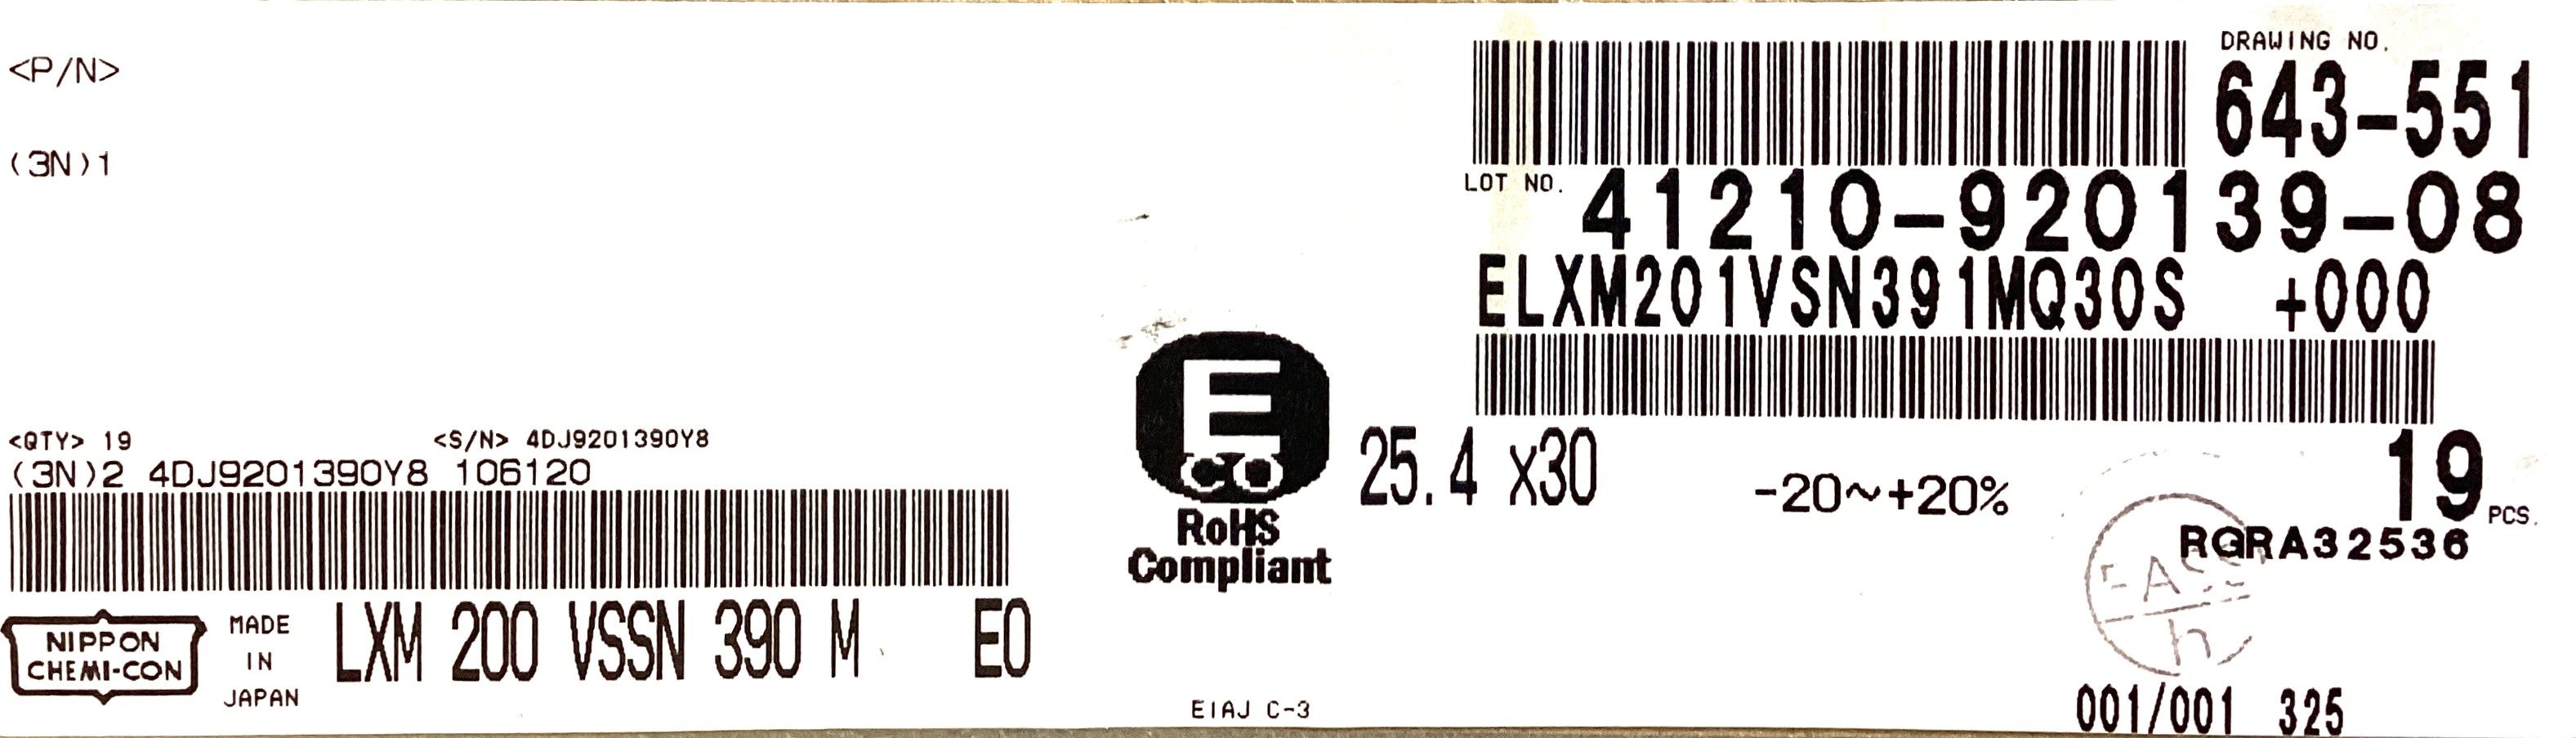 <P/N>
(3N)1
DRAWING NO.
643-551
LOT NO. 41210-920139-08
ELXM201VSN391MQ30S +000
<QTY> 19 <S/N> 4DJ9201390Y8
(3N)2 4DJ9201390Y8 106120
E
CO
RoHS
Compliant
25.4 x30 -20~+20% 19 PCS.
RGRA32536
h
NIPPON
CHEMI-CON
MADE
IN
JAPAN
LXM 200 VSSN 390 M E0
EIAJ C-3
001/001 325